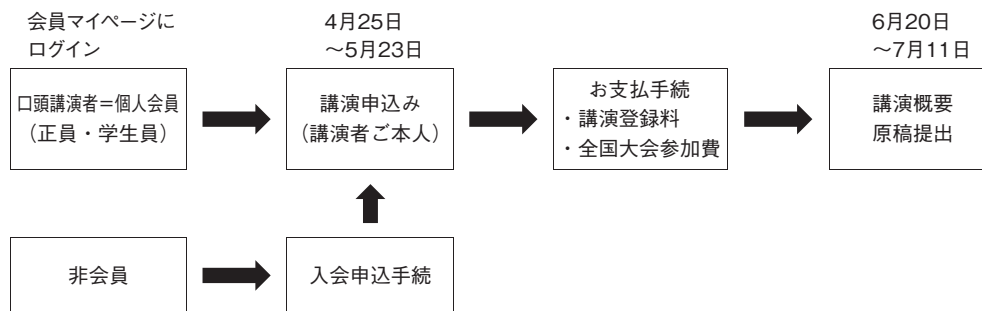 会員マイページに
ログイン
4月25日
～5月23日
6月20日
～7月11日
口頭講演者＝個人会員
（正員・学生員）
講演申込み
（講演者ご本人）
お支払手続
・講演登録料
・全国大会参加費
講演概要
原稿提出
非会員
入会申込手続